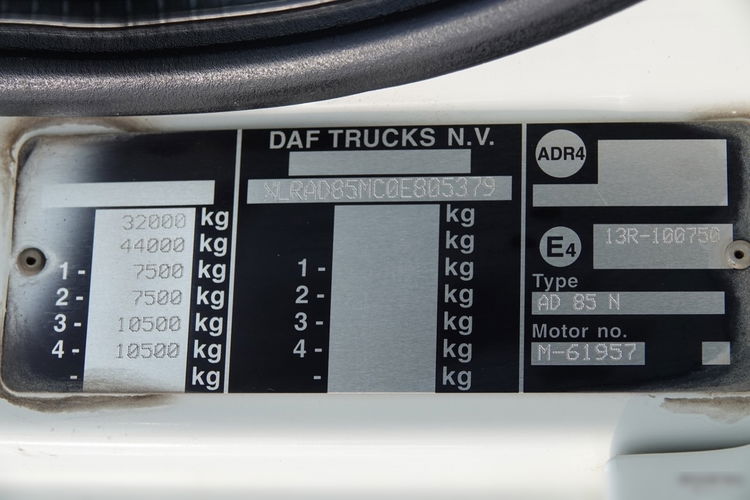 32000 kg
44000 kg
1 - 7500 kg
2 - 7500 kg
3 - 10500 kg
4 - 10500 kg
- kg
DAF TRUCKS N.V.
XLRAD85MC0E805379
kg
kg
1 - kg
2 - kg
3 - kg
4 - kg
- kg
ADR4
E4 13R-100750
Type
AD 85 N
Motor no.
M-61957